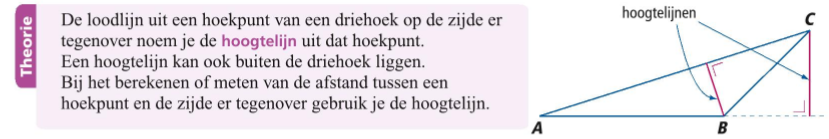 Theorie
De loodlijn uit een hoekpunt van een driehoek op de zijde er
tegenover noem je de hoogtelijn uit dat hoekpunt.
Een hoogtelijn kan ook buiten de driehoek liggen.
Bij het berekenen of meten van de afstand tussen een
hoekpunt en de zijde er tegenover gebruik je de hoogtelijn.
hoogtelijnen
C
A
B